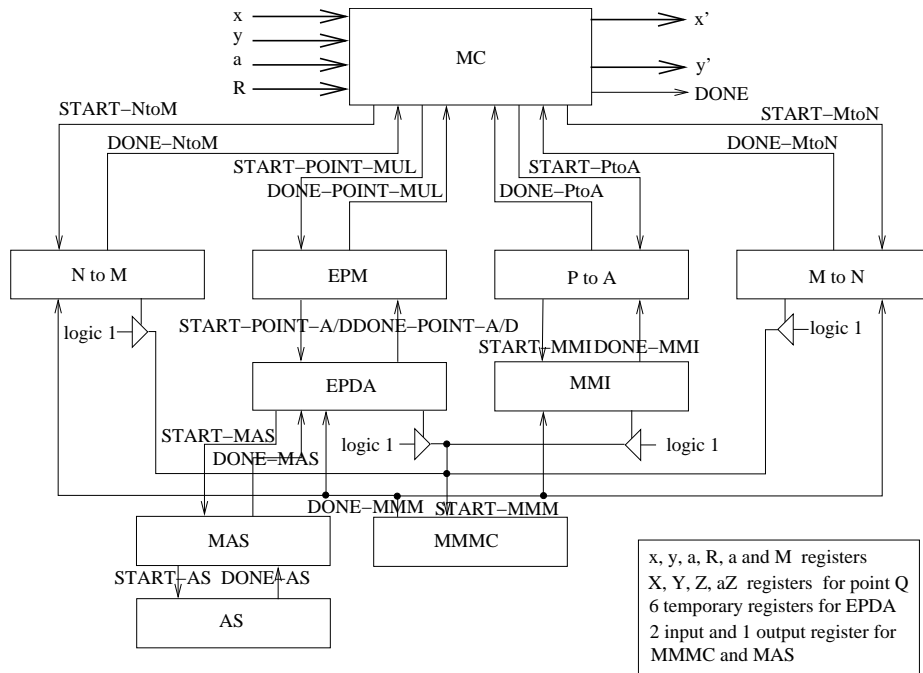 x
y
a
R
MC
x'
y'
DONE
START−NtoM
DONE−NtoM
START−POINT−MUL
DONE−POINT−MUL
START−PtoA
DONE−PtoA
START−MtoN
DONE−MtoN
N to M
EPM
P to A
M to N
logic 1
START−POINT−A/D
DONE−POINT−A/D
START−MMI
DONE−MMI
logic 1
EPDA
MMI
START−MAS
DONE−MAS
logic 1
logic 1
DONE−MMM
START−MMM
MAS
MMMC
START−AS
DONE−AS
AS
x, y, a, R, a and M registers
X, Y, Z, aZ registers for point Q
6 temporary registers for EPDA
2 input and 1 output register for
MMMC and MAS